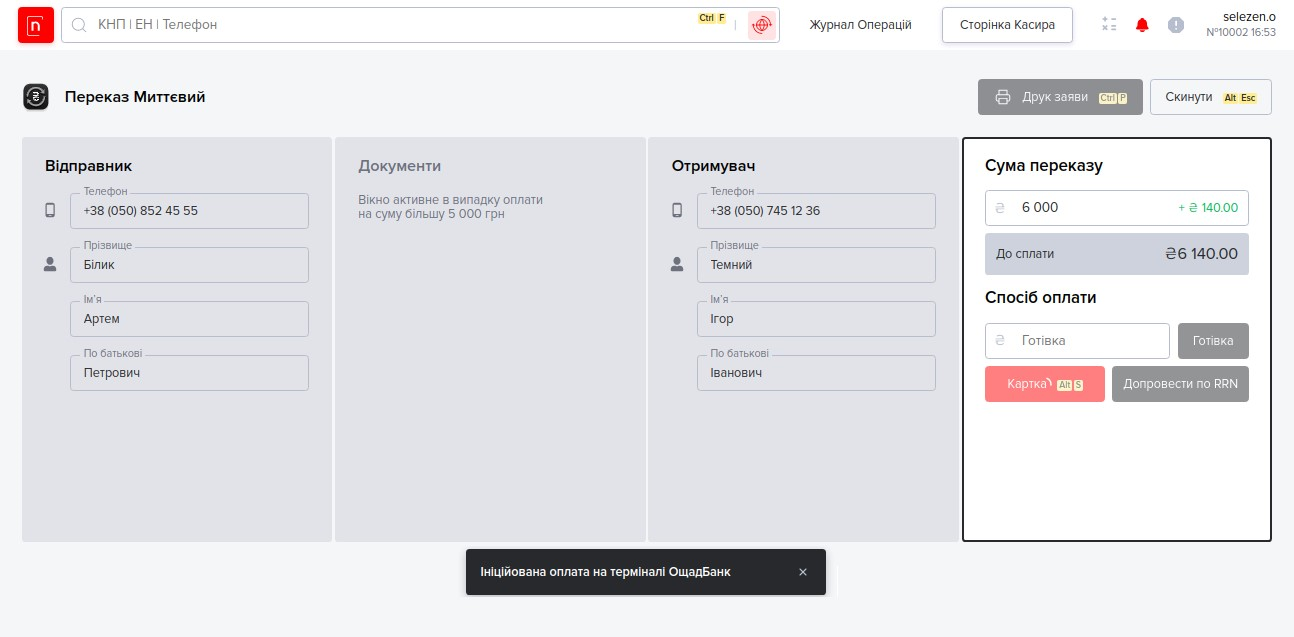 n
КНП | ЕН | Телефон
Ctrl F
Журнал Операцій
Сторінка Касира
selezen.o
№10002 16:53
Переказ Миттєвий
Друк заяви Ctrl P
Скинути Alt Esc
Відправник
Телефон
+38 (050) 852 45 55
Прізвище
Білик
Ім'я
Артем
По батькові
Петрович
Документи
Вікно активне в випадку оплати
на суму більшу 5 000 грн
Отримувач
Телефон
+38 (050) 745 12 36
Прізвище
Темний
Ім'я
Ігор
По батькові
Іванович
Сума переказу
₴ 6 000 + ₴ 140.00
До сплати ₴6 140.00
Спосіб оплати
₴ Готівка
Готівка
Картка Alt S
Допровести по RRN
Ініційована оплата на терміналі ОщадБанк